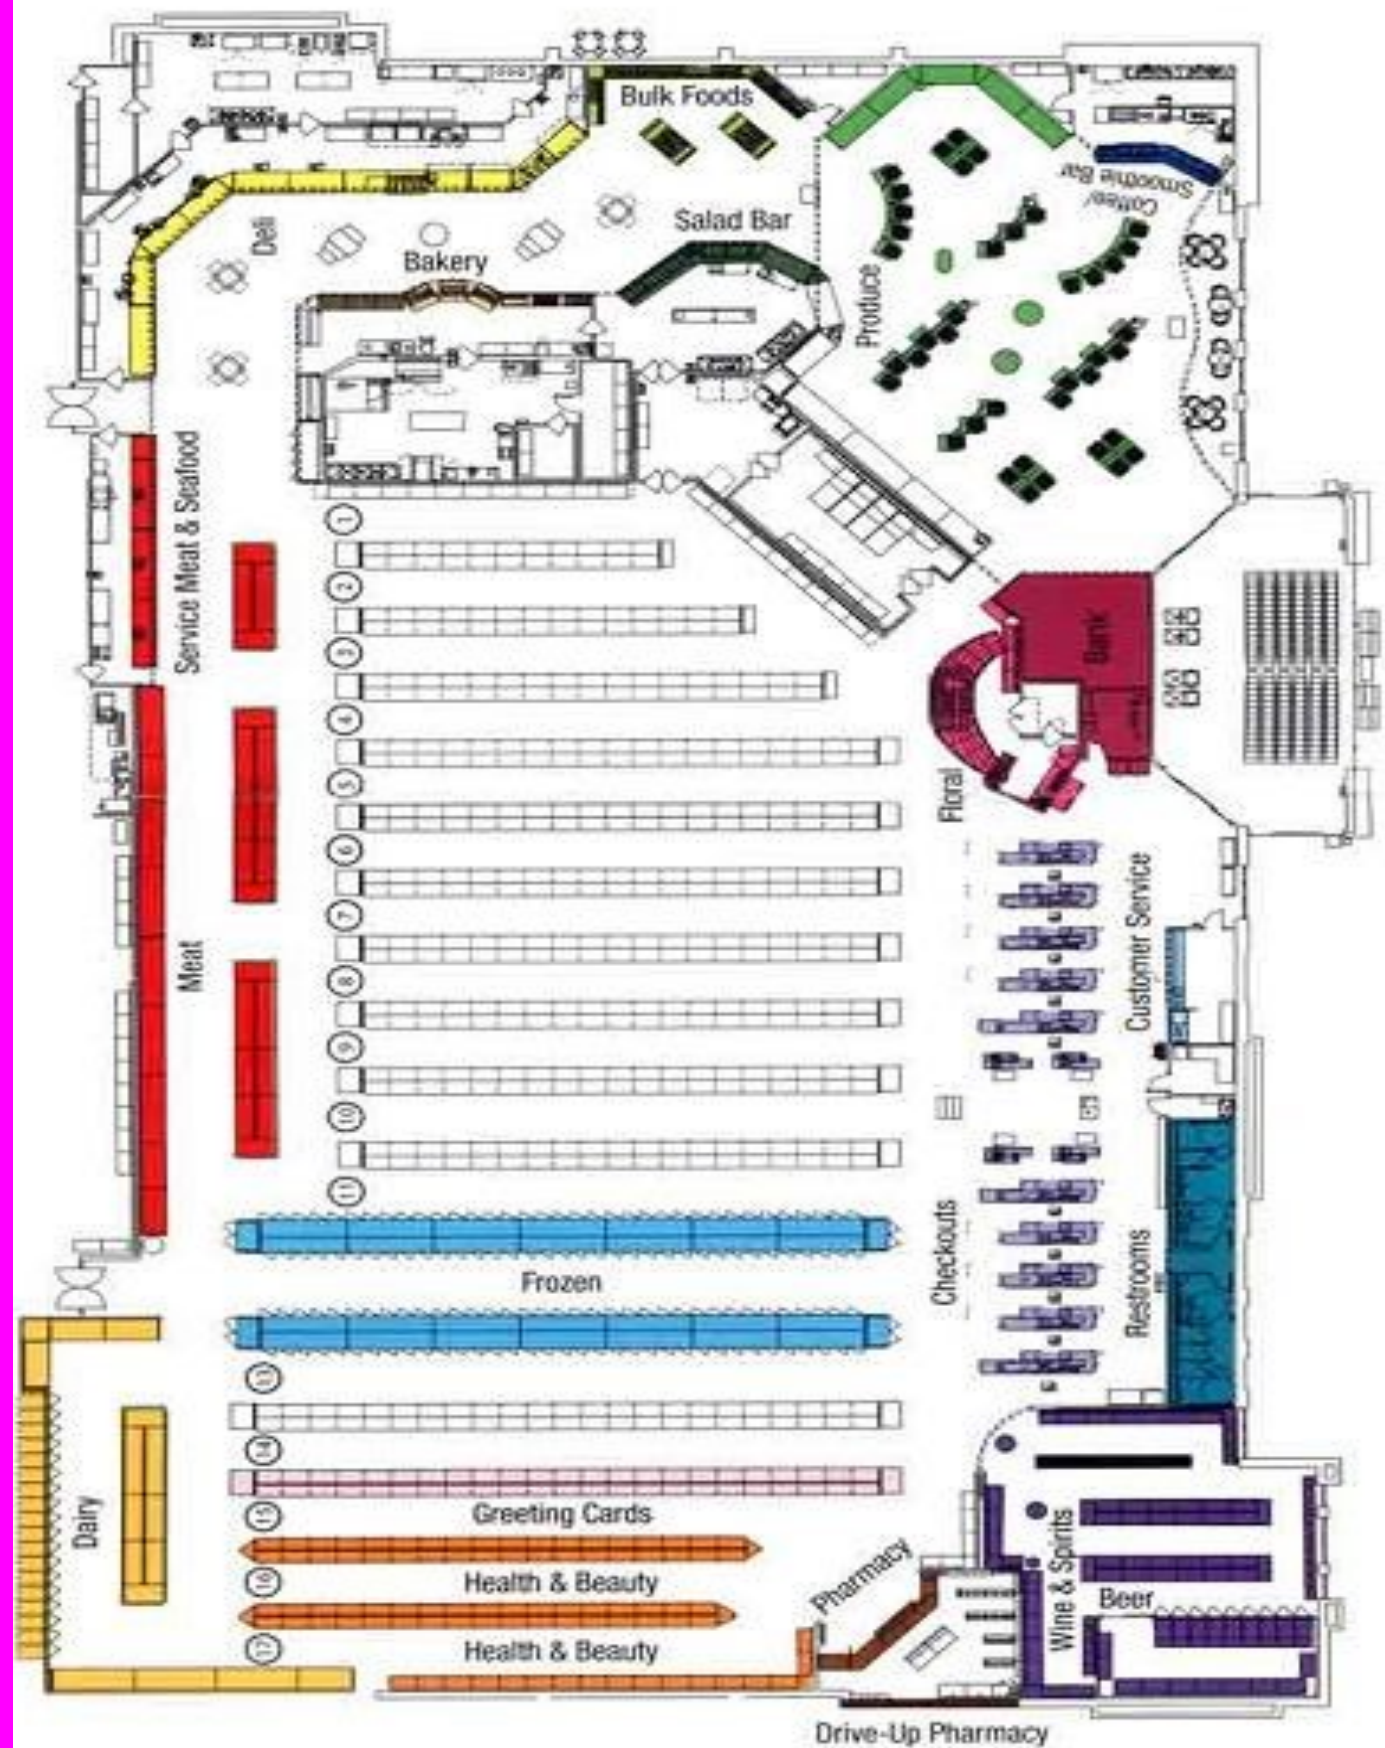 Bulk Foods
Coffee/
Smoothie Bar
Salad Bar
Deli
Bakery
Produce
Service Meat & Seafood
1
2
3
Bank
4
5
Floral
6
7
Customer Service
Meat
8
9
10
11
Checkouts
Restrooms
Frozen
13
14
Dairy
15
Greeting Cards
Wine & Spirits
16
Health & Beauty
Pharmacy
Beer
17
Health & Beauty
Drive-Up Pharmacy